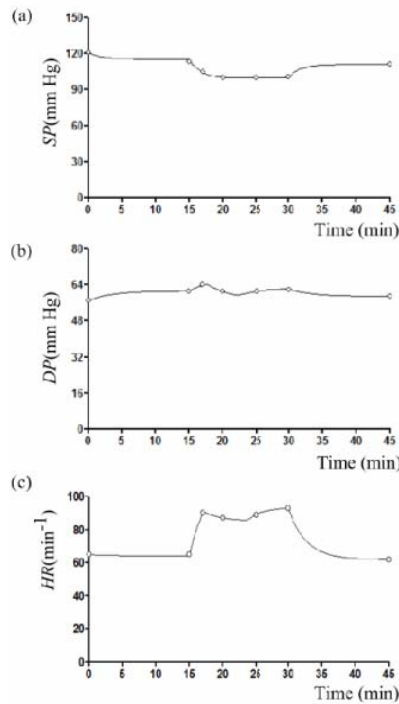 (a)
150
120
90
60
30
0
SP(mm Hg)
0 5 10 15 20 25 30 35 40 45
Time (min)
(b)
80
64
48
32
16
0
DP(mm Hg)
0 5 10 15 20 25 30 35 40 45
Time (min)
(c)
100
80
60
40
20
0
HR(min⁻¹)
0 5 10 15 20 25 30 35 40 45
Time (min)